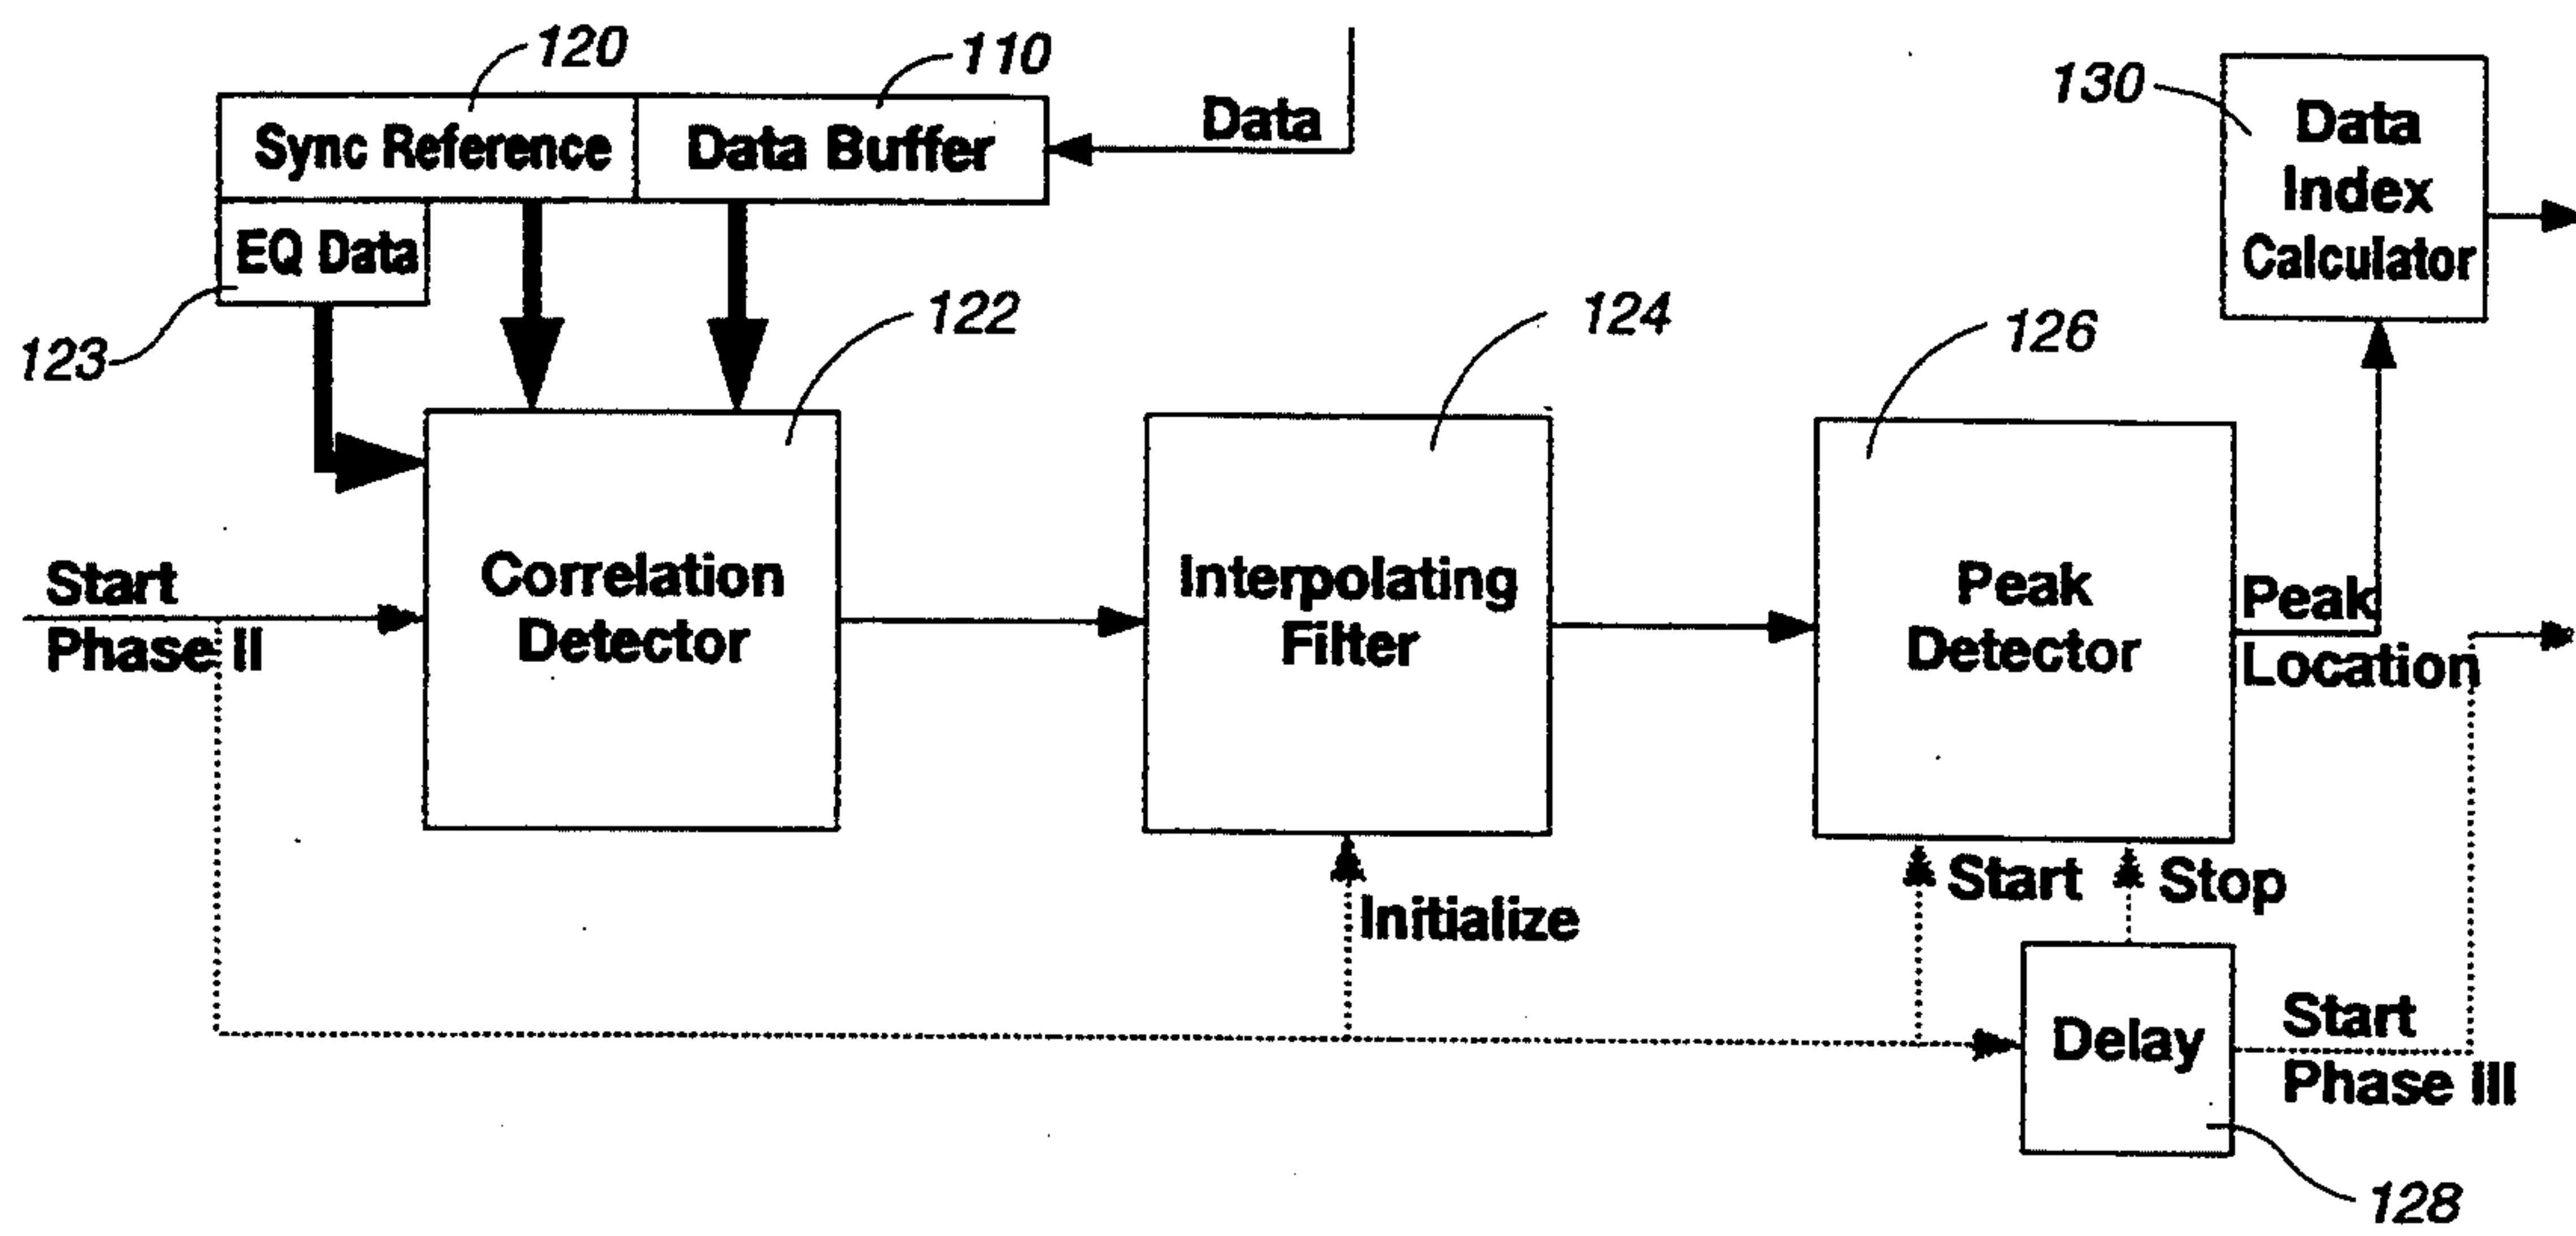 120
110
130
Data
Sync Reference
Data Buffer
Data
Index
Calculator
EQ Data
123
122
124
126
Start
Phase II
Correlation
Detector
Interpolating
Filter
Peak
Detector
Peak
Location
Initialize
Start
Stop
Delay
Start
Phase III
128